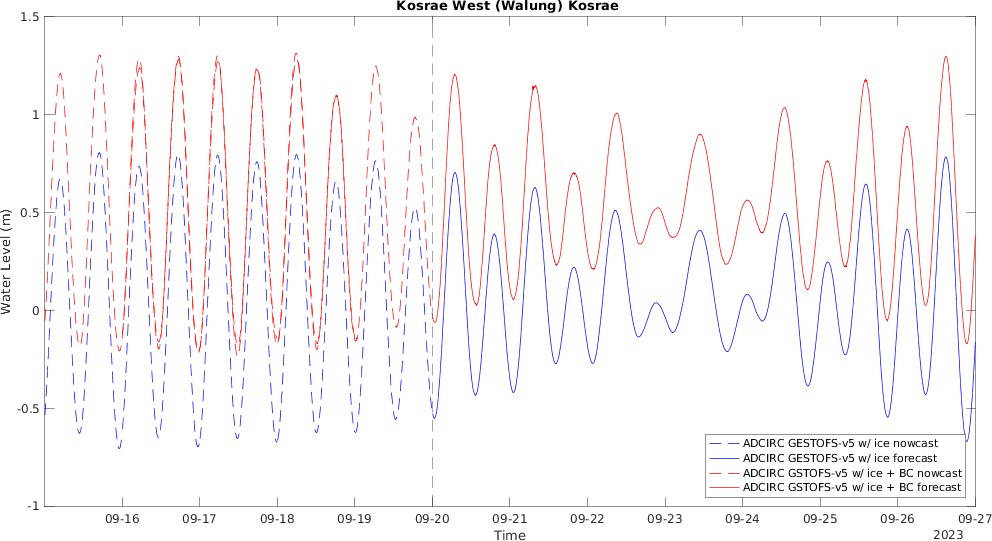 Kosrae West (Walung) Kosrae
1.5
1
0.5
0
-0.5
-1
Water Level (m)
ADCIRC GESTOFS-v5 w/ ice nowcast
ADCIRC GESTOFS-v5 w/ ice forecast
ADCIRC GSTOFS-v5 w/ ice + BC nowcast
ADCIRC GSTOFS-v5 w/ ice + BC forecast
09-16 09-17 09-18 09-19 09-20 09-21 09-22 09-23 09-24 09-25 09-26 09-27
Time
2023